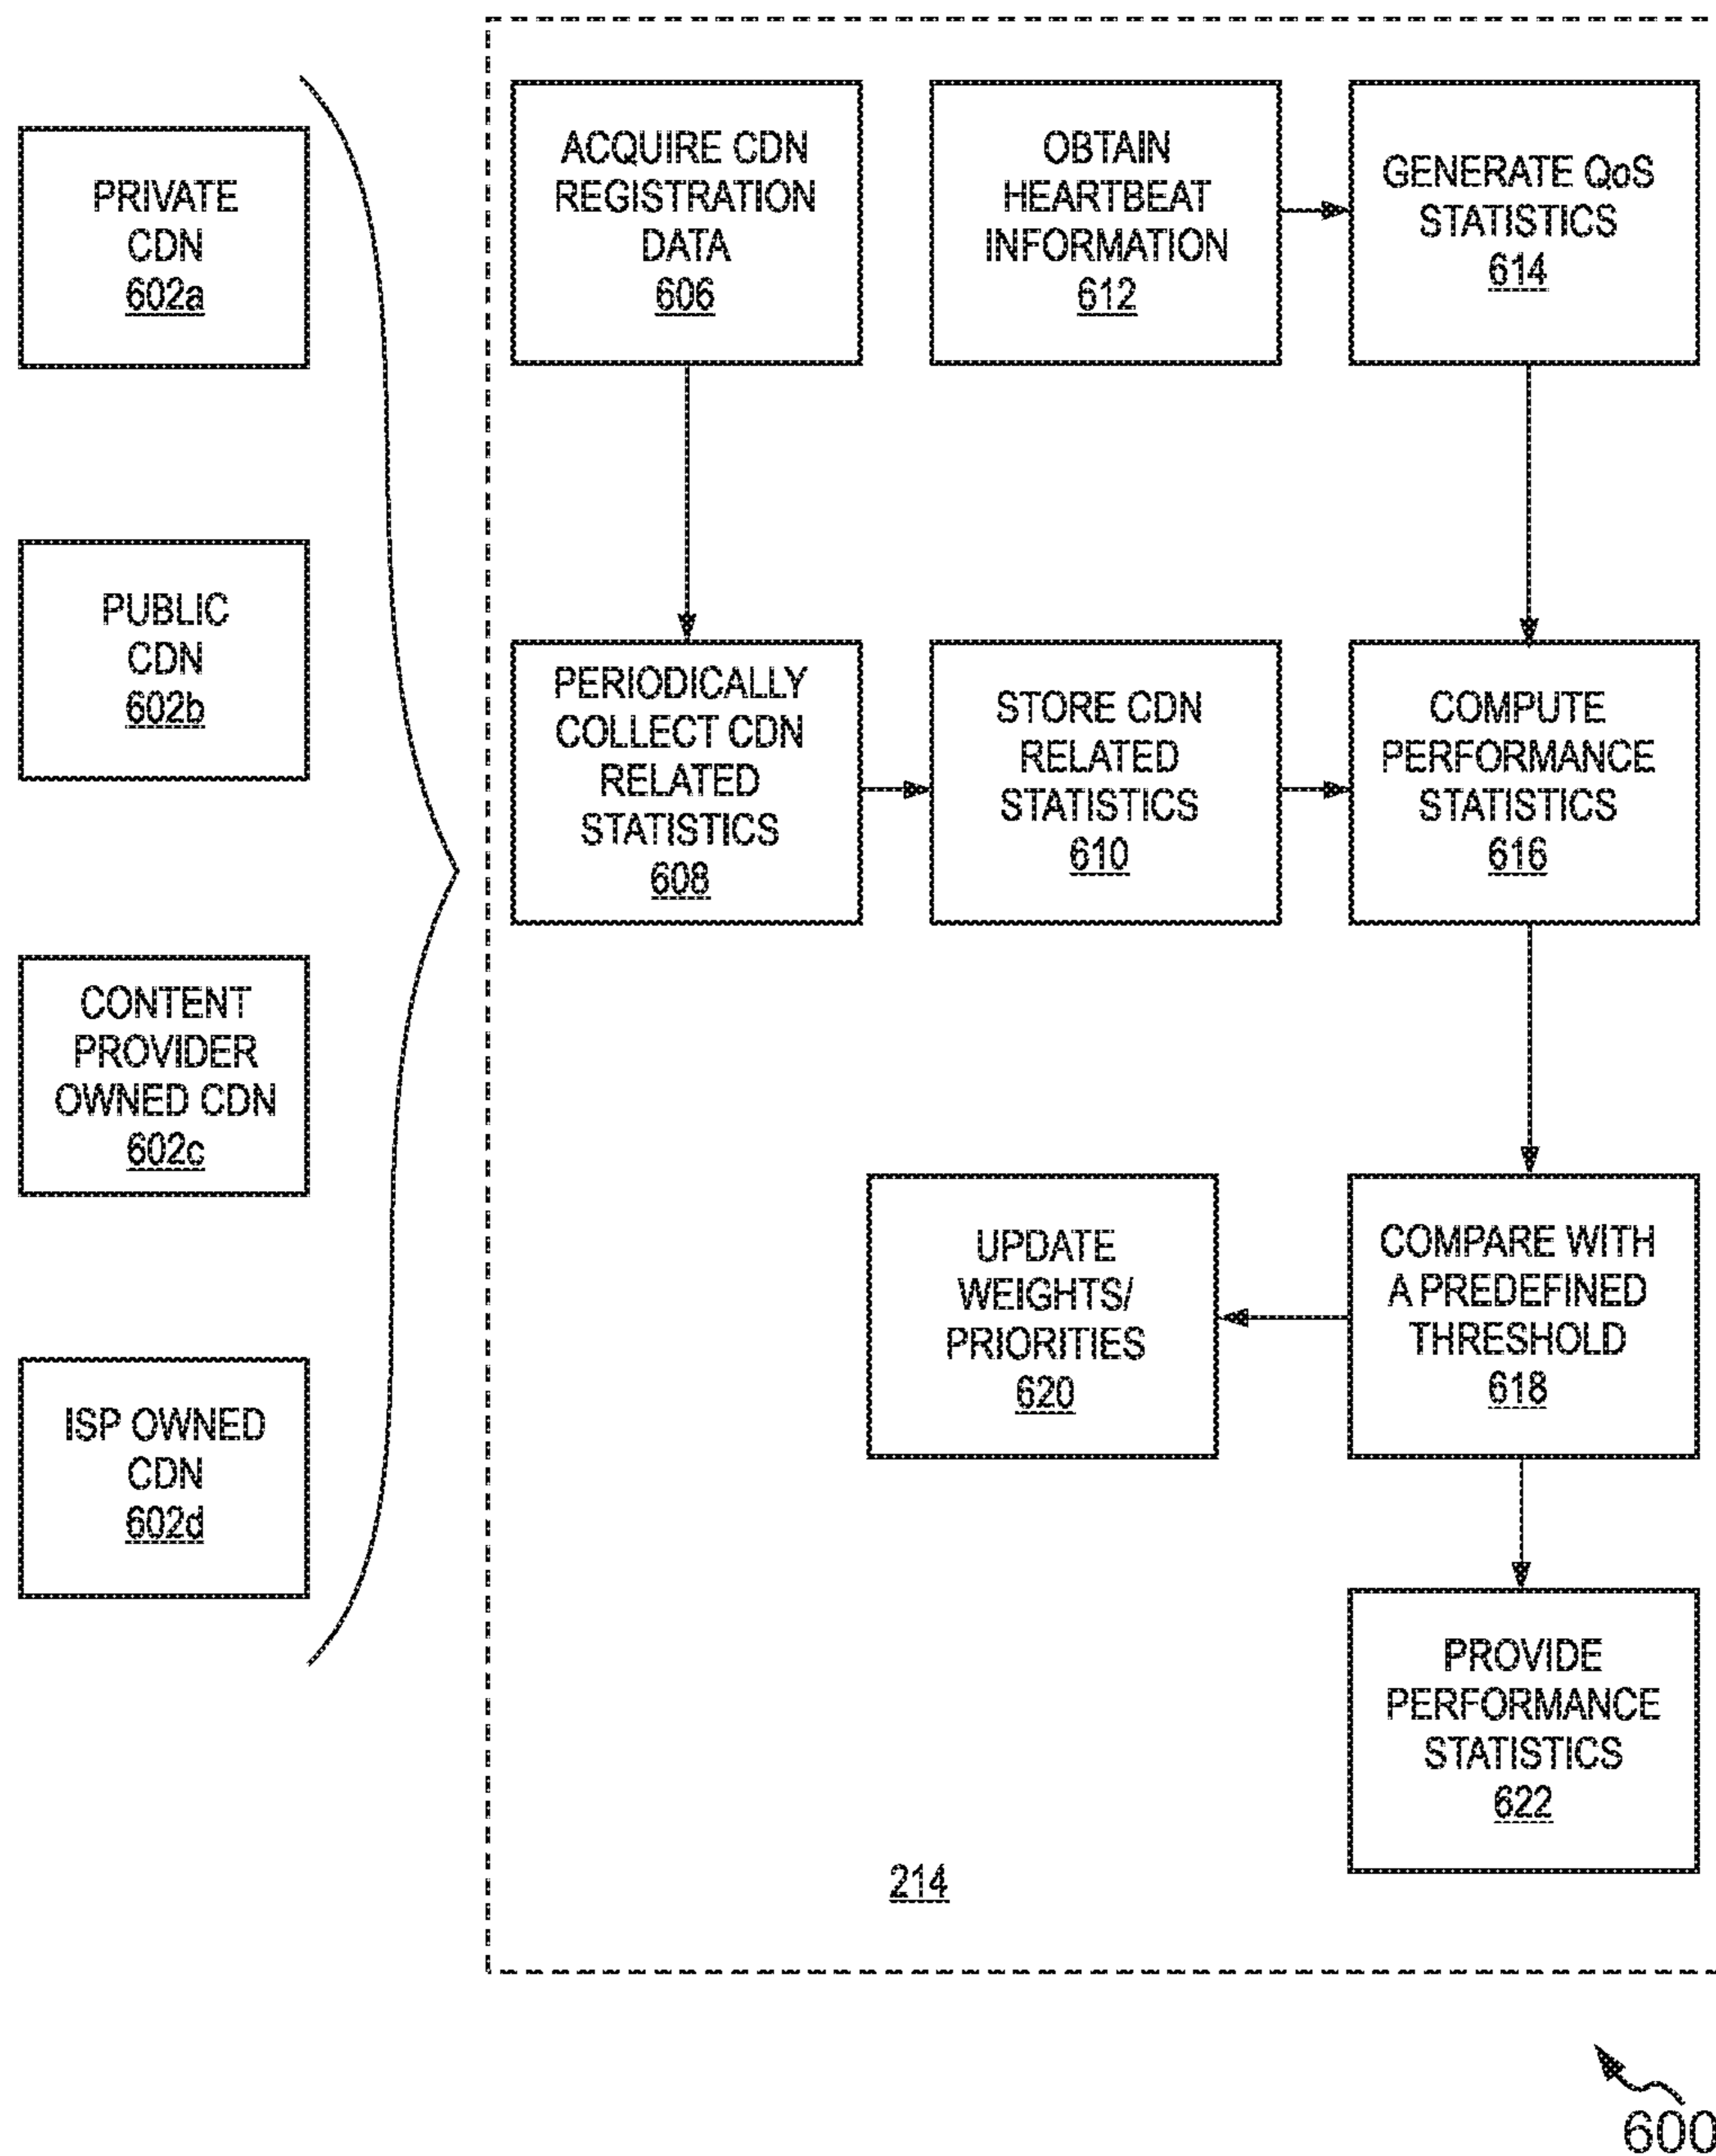 PRIVATE
CDN
602a
PUBLIC
CDN
602b
CONTENT
PROVIDER
OWNED CDN
602c
ISP OWNED
CDN
602d
ACQUIRE CDN
REGISTRATION
DATA
606
OBTAIN
HEARTBEAT
INFORMATION
612
GENERATE QoS
STATISTICS
614
PERIODICALLY
COLLECT CDN
RELATED
STATISTICS
608
STORE CDN
RELATED
STATISTICS
610
COMPUTE
PERFORMANCE
STATISTICS
616
UPDATE
WEIGHTS/
PRIORITIES
620
COMPARE WITH
A PREDEFINED
THRESHOLD
618
PROVIDE
PERFORMANCE
STATISTICS
622
214
600